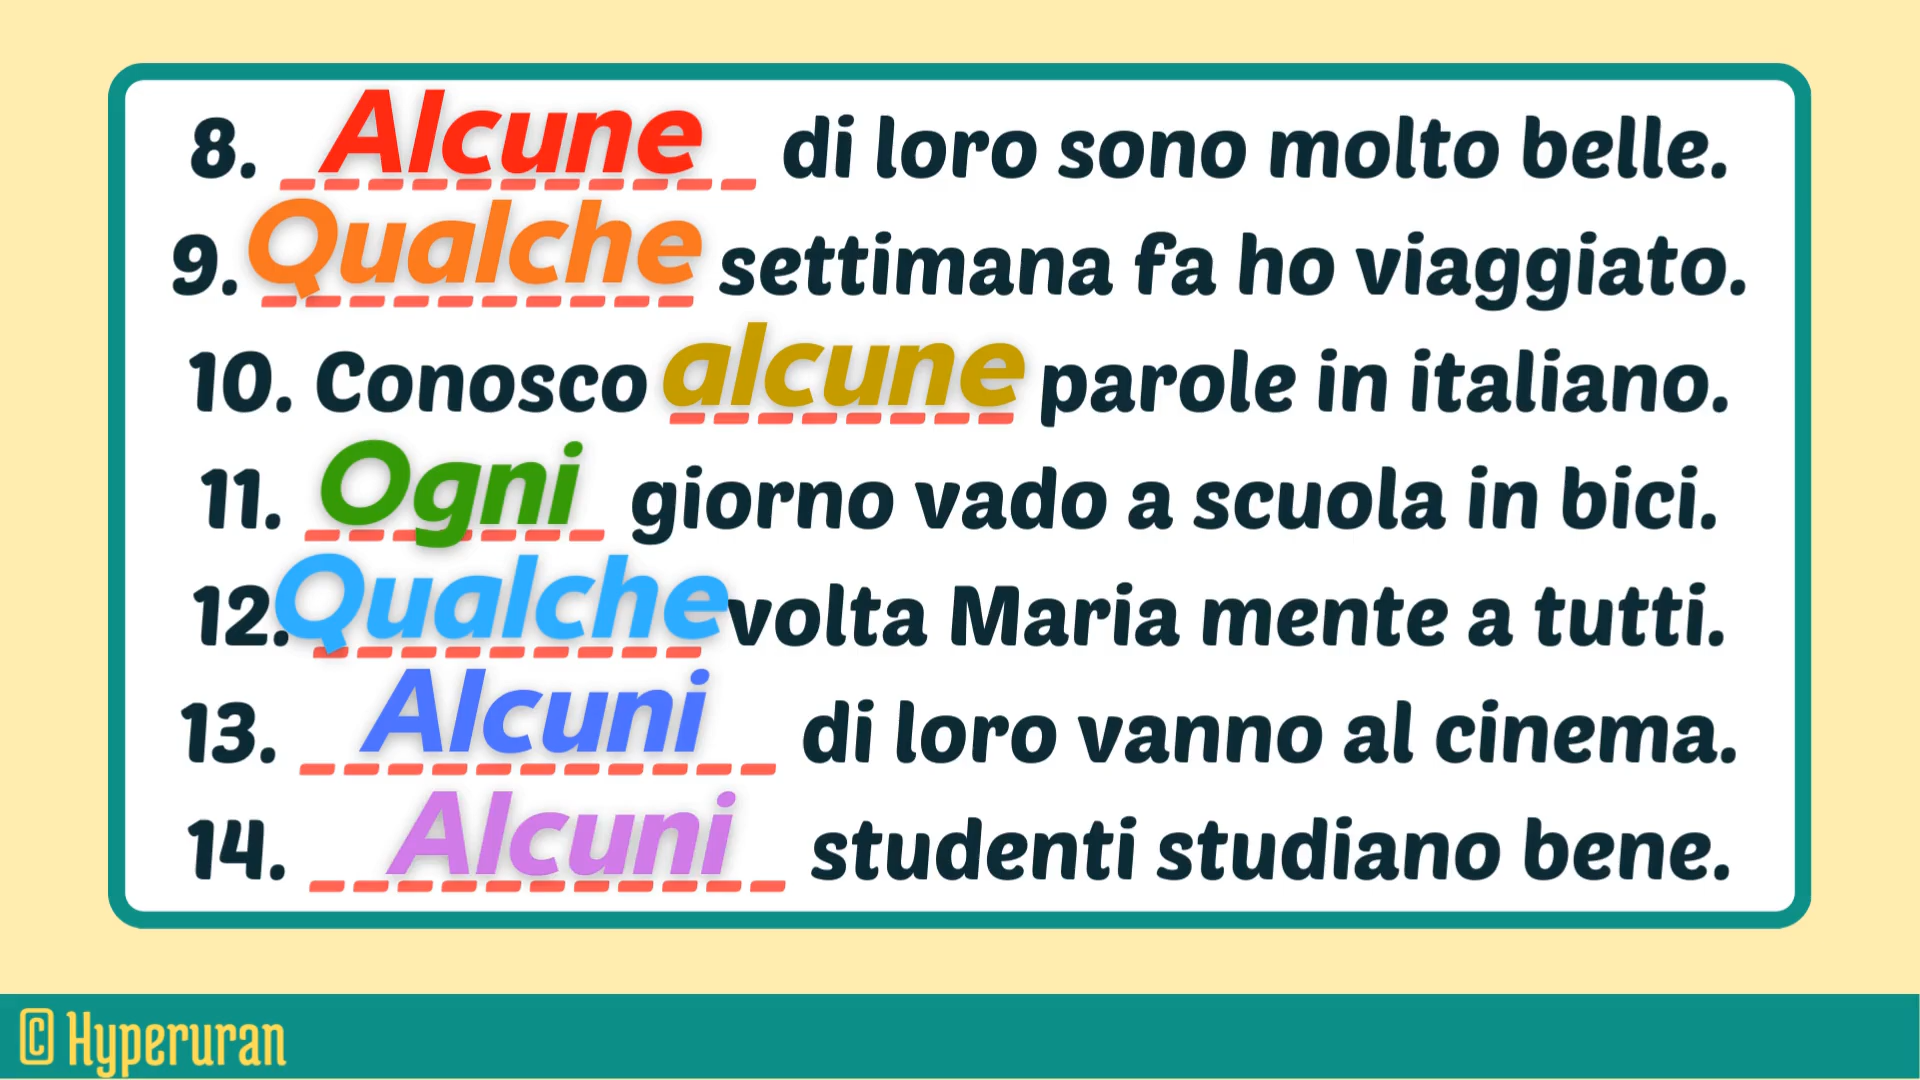 8. Alcune di loro sono molto belle.
9. Qualche settimana fa ho viaggiato.
10. Conosco alcune parole in italiano.
11. Ogni giorno vado a scuola in bici.
12. Qualche volta Maria mente a tutti.
13. Alcuni di loro vanno al cinema.
14. Alcuni studenti studiano bene.
© Hyperuran